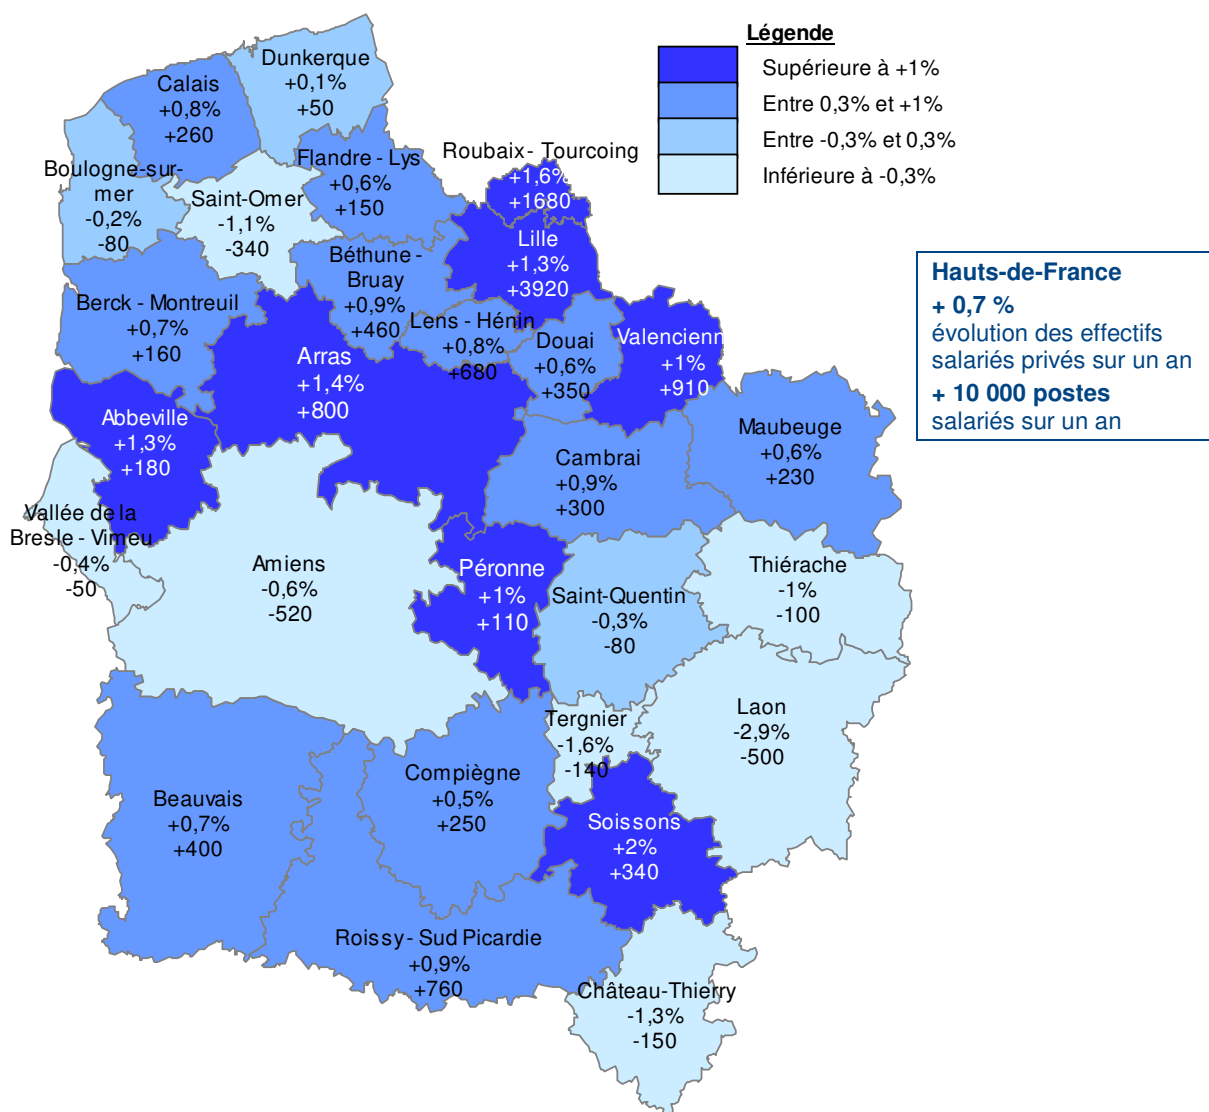 Légende
Supérieure à +1%
Entre 0,3% et +1%
Entre -0,3% et 0,3%
Inférieure à -0,3%
Dunkerque
+0,1%
+50
Calais
+0,8%
+260
Boulogne-sur-
mer
-0,2%
-80
Saint-Omer
-1,1%
-340
Flandre - Lys
+0,6%
+150
Roubaix - Tourcoing
+1,6%
+1680
Lille
+1,3%
+3920
Berck - Montreuil
+0,7%
+160
Béthune -
Bruay
+0,9%
+460
Lens - Hénin
+0,8%
+680
Douai
+0,6%
+350
Valencienn
+1%
+910
Arras
+1,4%
+800
Abbeville
+1,3%
+180
Maubeuge
+0,6%
+230
Cambrai
+0,9%
+300
Vallée de la
Bresle - Vimeu
-0,4%
-50
Amiens
-0,6%
-520
Péronne
+1%
+110
Saint-Quentin
-0,3%
-80
Thiérache
-1%
-100
Laon
-2,9%
-500
Tergnier
-1,6%
-140
Compiègne
+0,5%
+250
Beauvais
+0,7%
+400
Soissons
+2%
+340
Roissy - Sud Picardie
+0,9%
+760
Château-Thierry
-1,3%
-150
Hauts-de-France
+ 0,7 %
évolution des effectifs
salariés privés sur un an
+ 10 000 postes
salariés sur un an